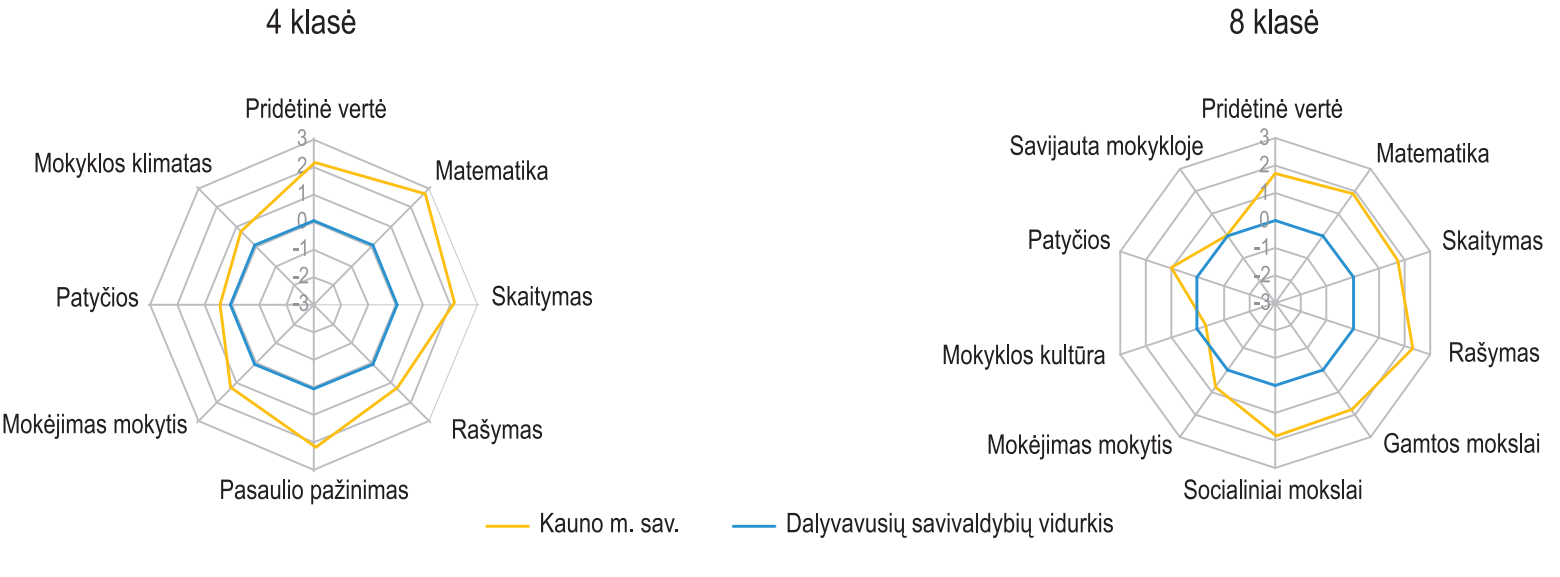 4 klasė
8 klasė
Pridėtinė vertė
Matematika
Skaitymas
Rašymas
Pasaulio pažinimas
Mokėjimas mokytis
Patyčios
Mokyklos klimatas
3
2
1
0
-1
-2
-3
Pridėtinė vertė
Matematika
Skaitymas
Rašymas
Gamtos mokslai
Socialiniai mokslai
Mokėjimas mokytis
Mokyklos kultūra
Patyčios
Savijauta mokykloje
3
2
1
0
-1
-2
-3
Kauno m. sav.
Dalyvavusių savivaldybių vidurkis